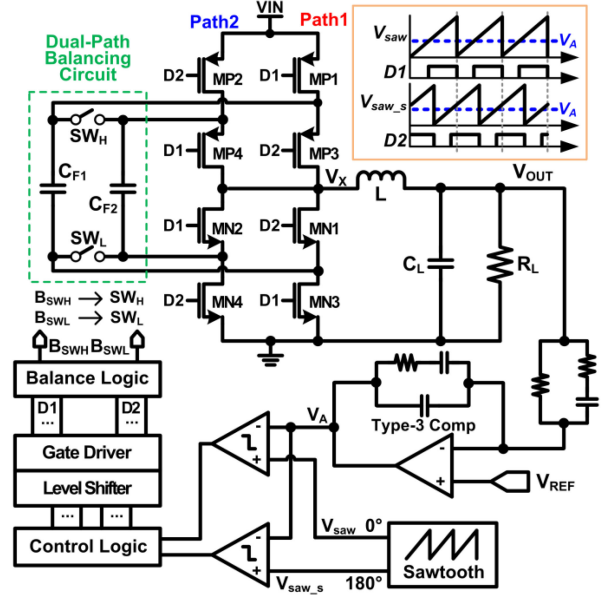 VIN
Path2
Path1
Dual-Path
Balancing
Circuit
D2
MP2
D1
MP1
SWH
D1
MP4
D2
MP3
CF1
CF2
VX
L
VOUT
SWL
D1
MN2
D2
MN1
CL
RL
D2
MN4
D1
MN3
Vsaw
VA
D1
Vsaw_s
VA
D2
BSWH → SWH
BSWL → SWL
BSWH BSWL
Balance Logic
D1
...
D2
...
Gate Driver
Level Shifter
...
...
Control Logic
VA
Type-3 Comp
-
+
-
+
VREF
-
+
Vsaw 0°
Vsaw_s 180°
Sawtooth